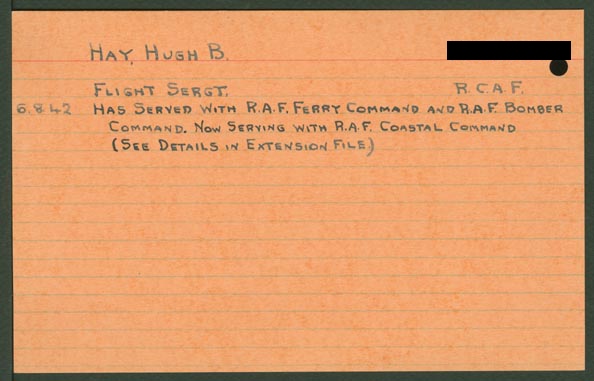 HAY, HUGH B.
FLIGHT SERGT. R.C.A.F.
6.8.42 HAS SERVED WITH R.A.F. FERRY COMMAND AND R.A.F. BOMBER
COMMAND. NOW SERVING WITH R.A.F. COASTAL COMMAND
(SEE DETAILS IN EXTENSION FILE)